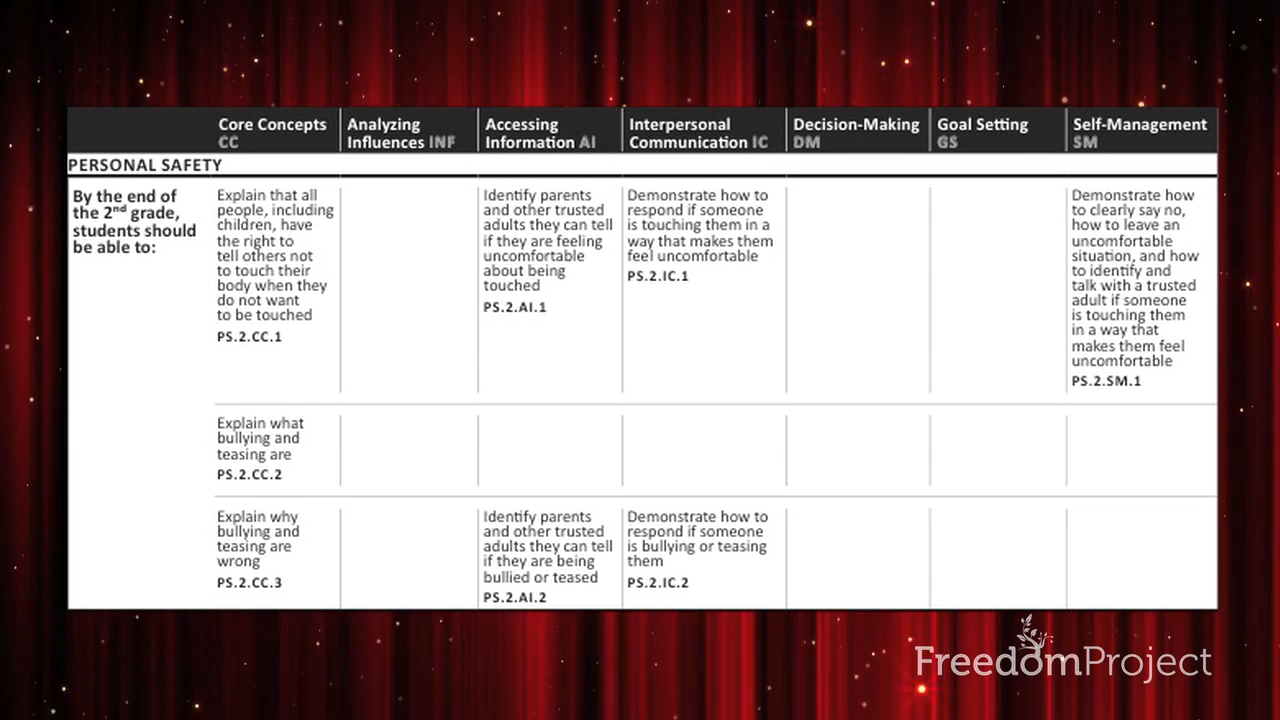 Core Concepts
CC
Analyzing
Influences INF
Accessing
Information AI
Interpersonal
Communication IC
Decision-Making
DM
Goal Setting
GS
Self-Management
SM
PERSONAL SAFETY
By the end of
the 2nd grade,
students should
be able to:
Explain that all
people, including
children, have
the right to
tell others not
to touch their
body when they
do not want
to be touched
PS.2.CC.1
Identify parents
and other trusted
adults they can tell
if they are feeling
uncomfortable
about being
touched
PS.2.AI.1
Demonstrate how to
respond if someone
is touching them in a
way that makes them
feel uncomfortable
PS.2.IC.1
Demonstrate how
to clearly say no,
how to leave an
uncomfortable
situation, and how
to identify and
talk with a trusted
adult if someone
is touching them
in a way that
makes them feel
uncomfortable
PS.2.SM.1
Explain what
bullying and
teasing are
PS.2.CC.2
Explain why
bullying and
teasing are
wrong
PS.2.CC.3
Identify parents
and other trusted
adults they can tell
if they are being
bullied or teased
PS.2.AI.2
Demonstrate how to
respond if someone
is bullying or teasing
them
PS.2.IC.2
FreedomProject